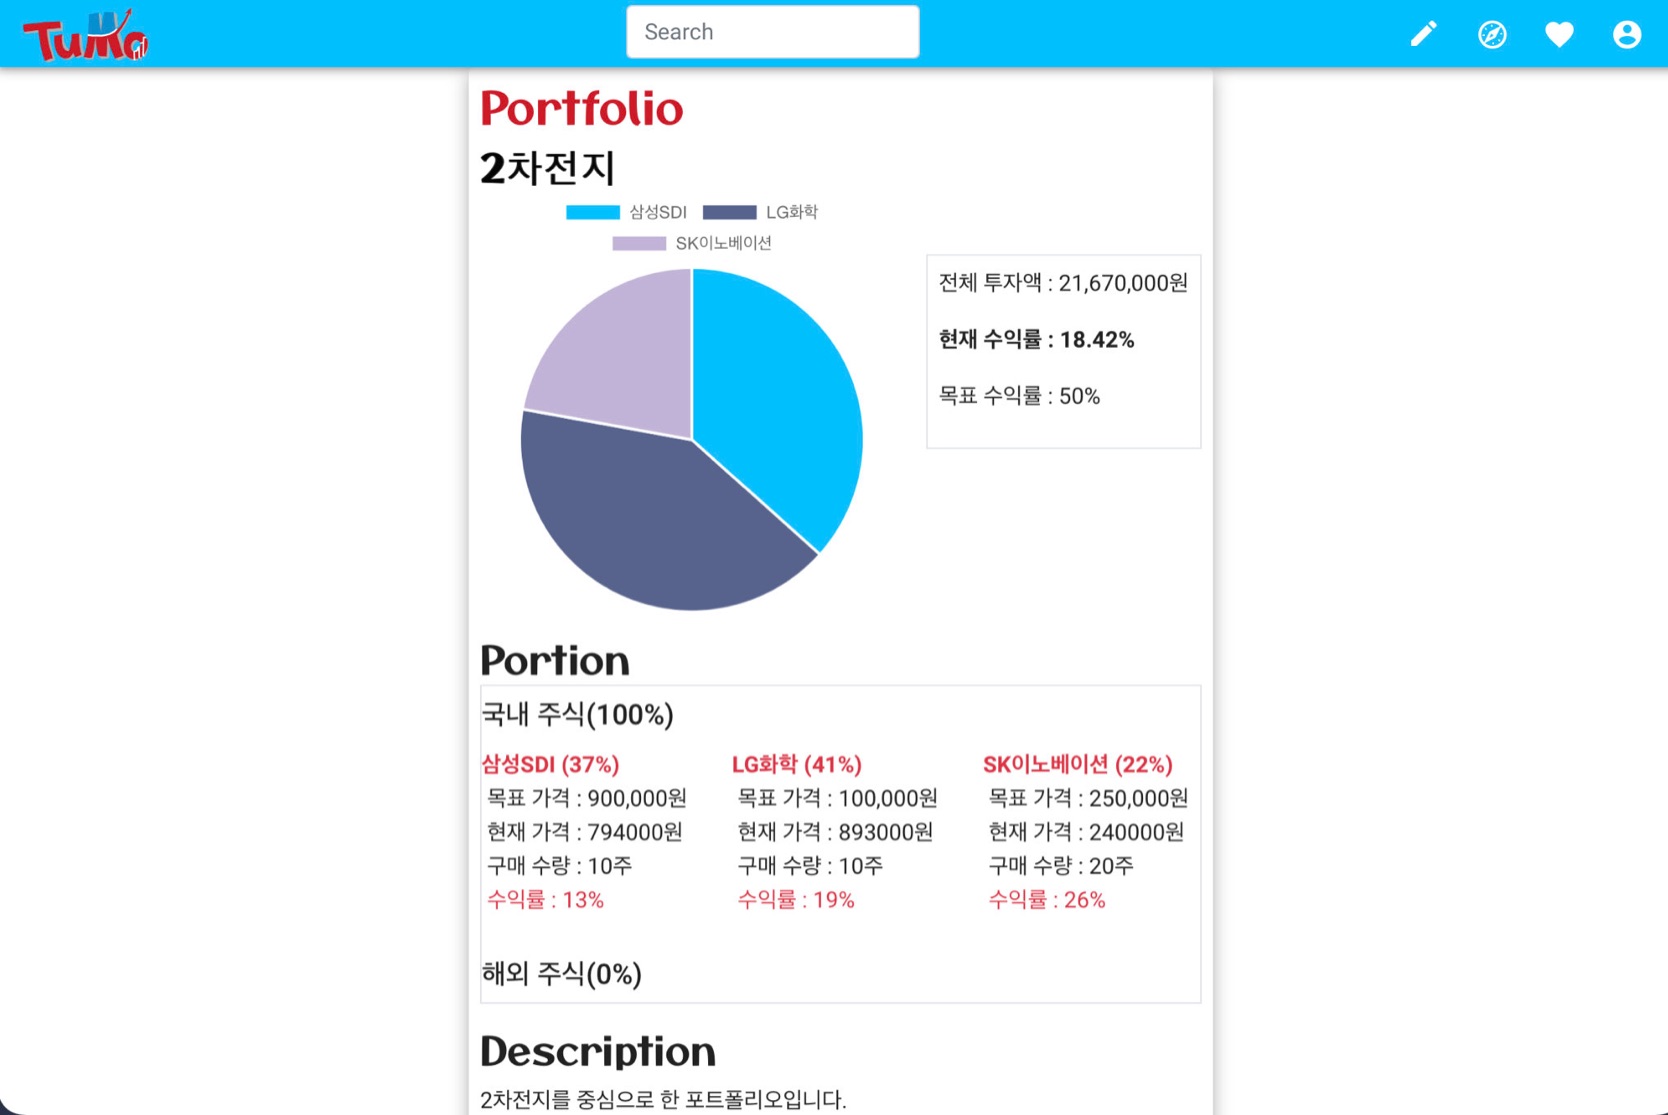 TuMa
Search
Portfolio
2차전지
삼성SDI LG화학
SK이노베이션
전체 투자액 : 21,670,000원
현재 수익률 : 18.42%
목표 수익률 : 50%
Portion
국내 주식(100%)
삼성SDI (37%)
목표 가격 : 900,000원
현재 가격 : 794000원
구매 수량 : 10주
수익률 : 13%
LG화학 (41%)
목표 가격 : 100,000원
현재 가격 : 893000원
구매 수량 : 10주
수익률 : 19%
SK이노베이션 (22%)
목표 가격 : 250,000원
현재 가격 : 240000원
구매 수량 : 20주
수익률 : 26%
해외 주식(0%)
Description
2차전지를 중심으로 한 포트폴리오입니다.